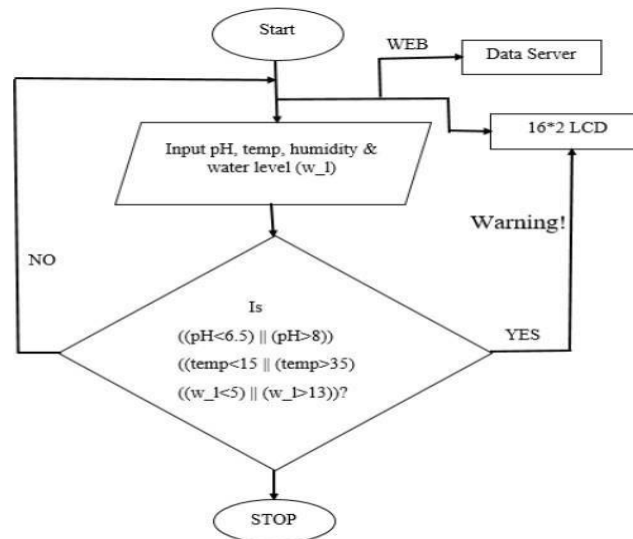 Start
WEB
Data Server
16*2 LCD
Input pH, temp, humidity &
water level (w_l)
Warning!
NO
Is
((pH<6.5) || (pH>8))
((temp<15 || (temp>35)
((w_l<5) || (w_l>13))?
YES
STOP